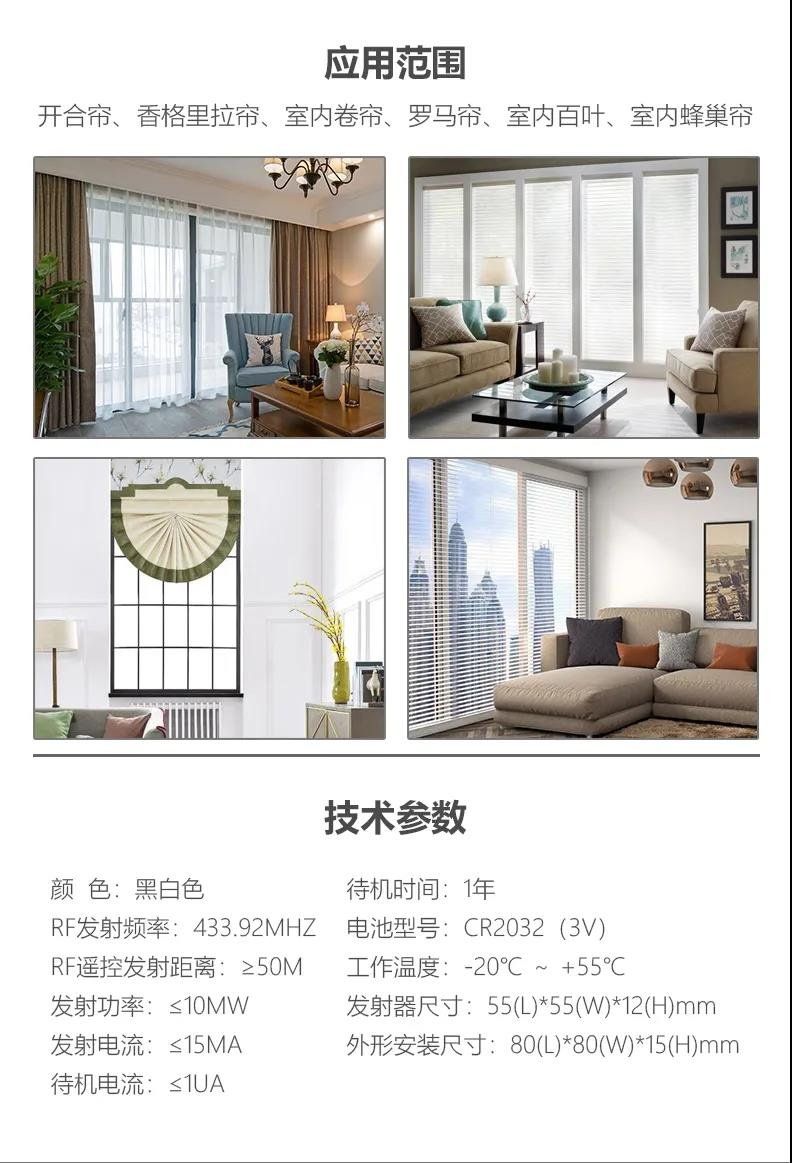 应用范围
开合帘、香格里拉帘、室内卷帘、罗马帘、室内百叶、室内蜂巢帘
技术参数
颜 色：黑白色
RF发射频率：433.92MHZ
RF遥控发射距离：≥50M
发射功率：≤10MW
发射电流：≤15MA
待机电流：≤1UA
待机时间：1年
电池型号：CR2032（3V）
工作温度：-20℃ ~ +55℃
发射器尺寸：55(L)*55(W)*12(H)mm
外形安装尺寸：80(L)*80(W)*15(H)mm